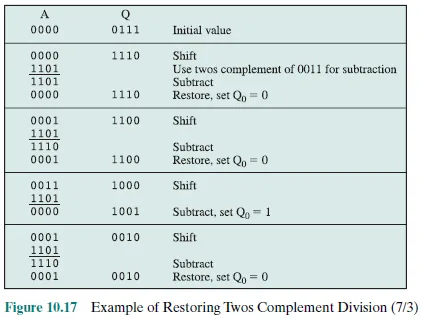 A Q
0000 0111 Initial value
0000 1110 Shift
1101 Use twos complement of 0011 for subtraction
1101 Subtract
0000 1110 Restore, set Q0 = 0
0001 1100 Shift
1101
1110 Subtract
0001 1100 Restore, set Q0 = 0
0011 1000 Shift
1101
0000 1001 Subtract, set Q0 = 1
0001 0010 Shift
1101
1110 Subtract
0001 0010 Restore, set Q0 = 0
Figure 10.17 Example of Restoring Twos Complement Division (7/3)